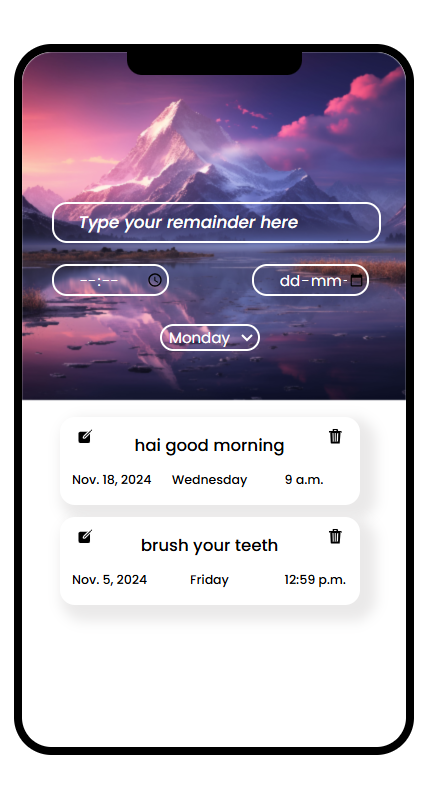 Type your remainder here
--:-- dd-mm-
Monday
hai good morning
Nov. 18, 2024 Wednesday 9 a.m.
brush your teeth
Nov. 5, 2024 Friday 12:59 p.m.